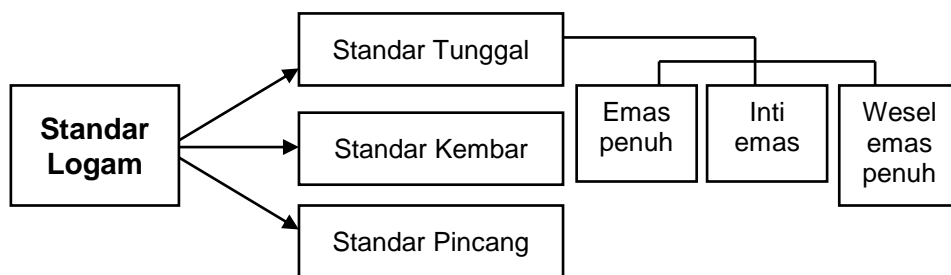 Standar
Logam
Standar Tunggal
Standar Kembar
Standar Pincang
Emas
penuh
Inti
emas
Wesel
emas
penuh